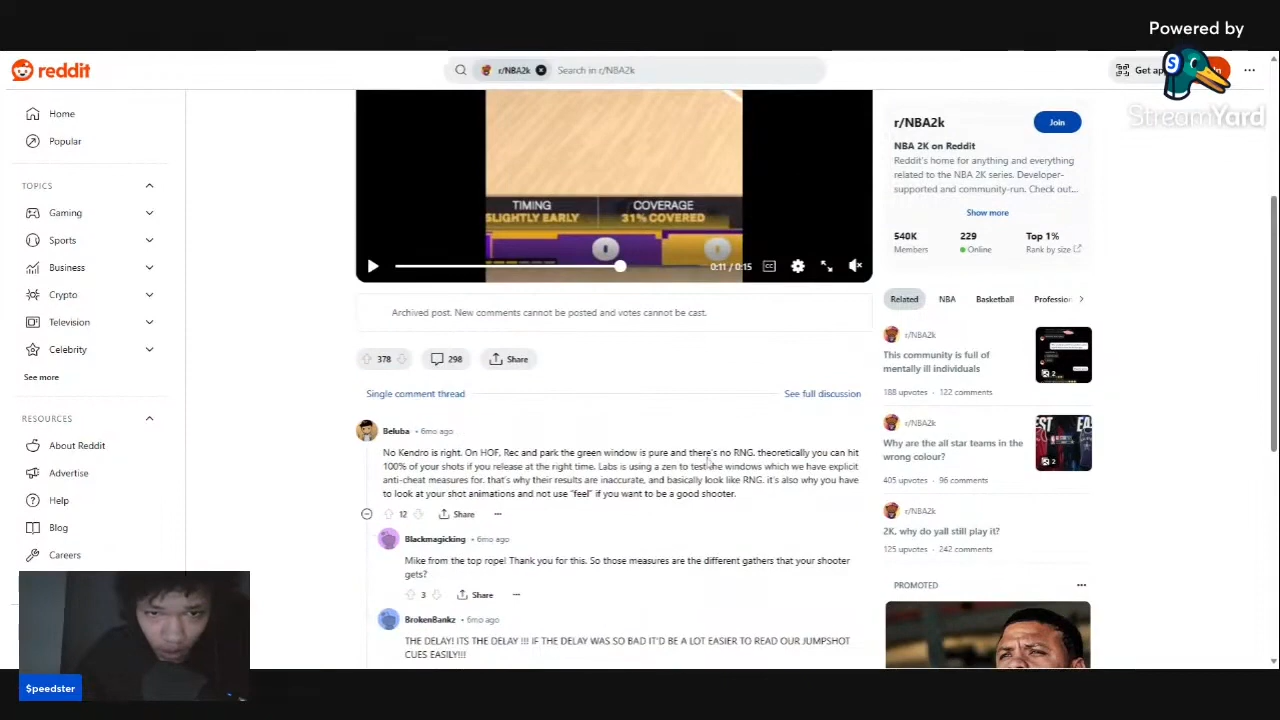 Powered by
StreamYard
reddit
r/NBA2k
Search in r/NBA2k
Get
Home
Popular
TOPICS
Gaming
Sports
Business
Crypto
Television
Celebrity
See more
RESOURCES
About Reddit
Advertise
Help
Blog
Careers
TIMING
SLIGHTLY EARLY
COVERAGE
31% COVERED
0:11 / 0:15
CC
Archived post. New comments cannot be posted and votes cannot be cast.
378
298
Share
Single comment thread
See full discussion
Beluba • 6mo ago
No Kendro is right. On HOF, Rec and park the green window is pure and there's no RNG. theoretically you can hit
100% of your shots if you release at the right time. Labs is using a zen to test the windows which we have explicit
anti-cheat measures for. that's why their results are inaccurate, and basically look like RNG. it's also why you have
to look at your shot animations and not use "feel" if you want to be a good shooter.
12
Share
Blackmagicking • 6mo ago
Mike from the top rope! Thank you for this. So those measures are the different gathers that your shooter
gets?
3
Share
BrokenBankz • 6mo ago
THE DELAY! ITS THE DELAY !!! IF THE DELAY WAS SO BAD IT'D BE A LOT EASIER TO READ OUR JUMPSHOT
CUES EASILY!!!
r/NBA2k
Join
NBA 2K on Reddit
Reddit's home for anything and everything
related to the NBA 2K series. Developer-
supported and community-run. Check out...
Show more
540K
Members
229
Online
Top 1%
Rank by size
Related
NBA
Basketball
Profession
r/NBA2k
This community is full of
mentally ill individuals
188 upvotes • 122 comments
2
r/NBA2k
Why are the all star teams in the
wrong colour?
405 upvotes • 96 comments
2
r/NBA2k
2K, why do yall still play it?
125 upvotes • 242 comments
PROMOTED
$peedster